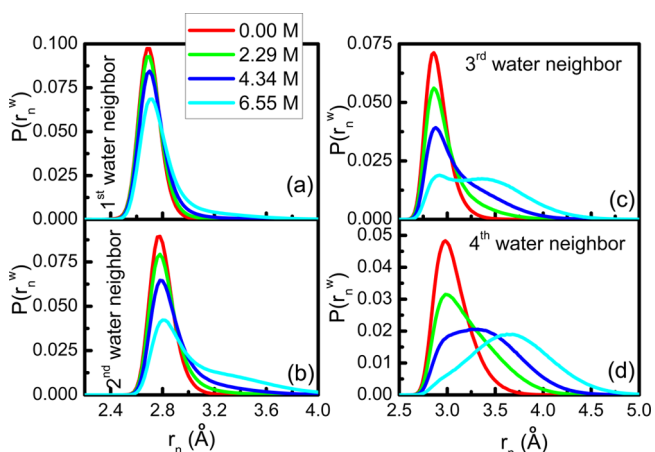 0.00 M
2.29 M
4.34 M
6.55 M
0.100
0.075
0.050
0.025
0.000
P(r_n^w)
1st water neighbor
(a)
0.075
0.050
0.025
0.000
P(r_n^w)
2nd water neighbor
(b)
2.4 2.8 3.2 3.6 4.0
r_n (Å)
0.075
0.050
0.025
0.000
P(r_n^w)
3rd water neighbor
(c)
0.05
0.04
0.03
0.02
0.01
0.00
P(r_n^w)
4th water neighbor
(d)
2.5 3.0 3.5 4.0 4.5 5.0
r_n (Å)